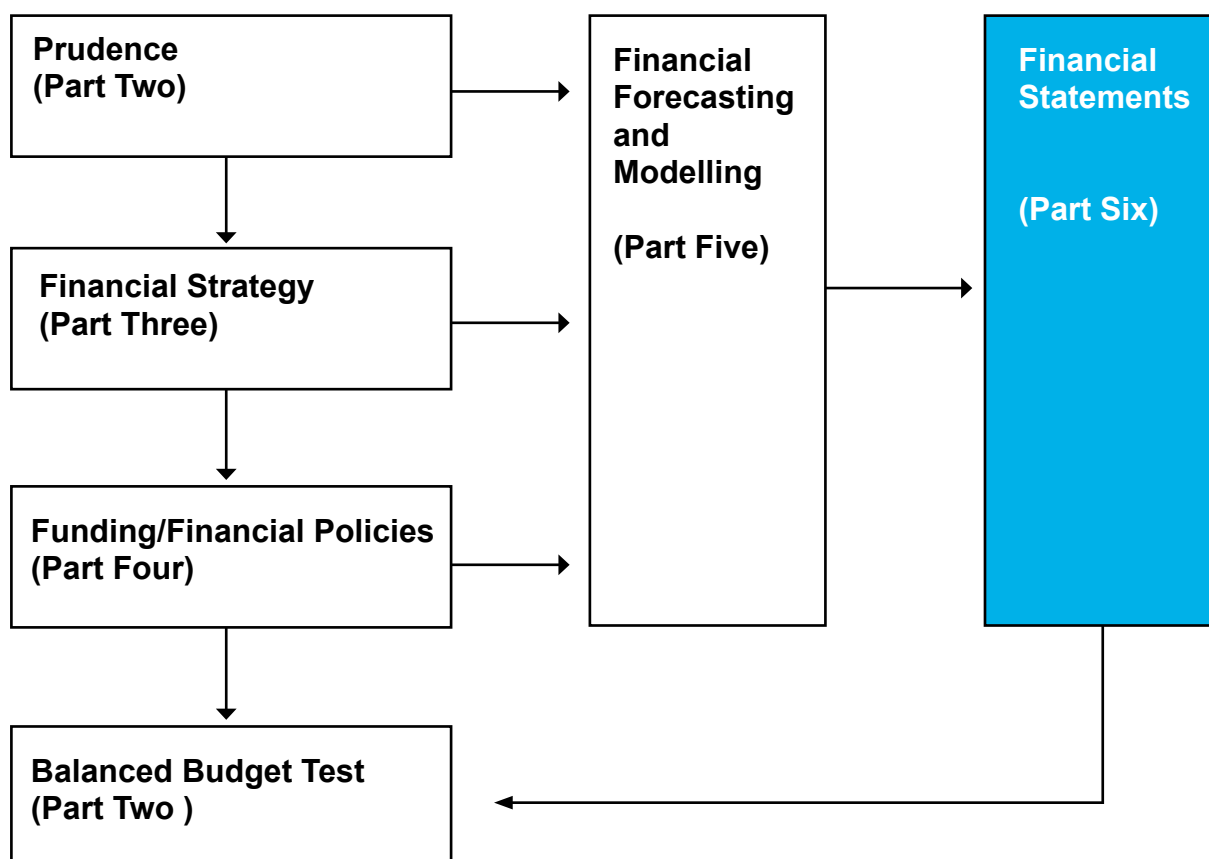 Prudence
(Part Two)
Financial Strategy
(Part Three)
Funding/Financial Policies
(Part Four)
Balanced Budget Test
(Part Two )
Financial
Forecasting
and
Modelling
(Part Five)
Financial
Statements
(Part Six)